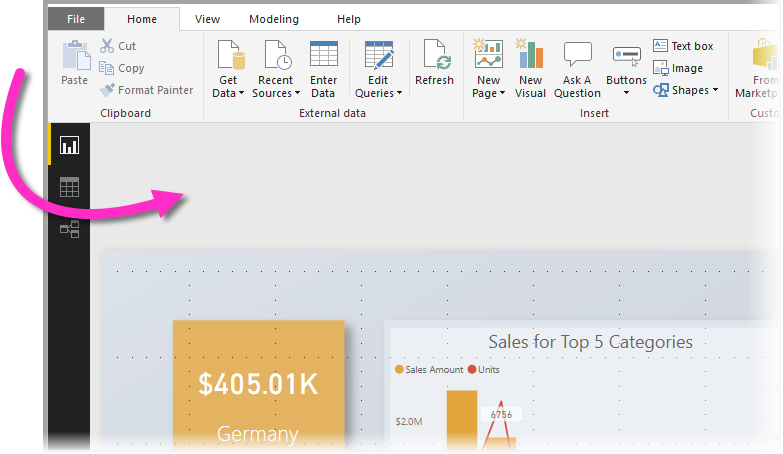 File Home View Modeling Help
Paste
Cut
Copy
Format Painter
Clipboard
Get
Data
Recent
Sources
Enter
Data
Edit
Queries
Refresh
External data
New
Page
New
Visual
Ask A
Question
Buttons
Text box
Image
Shapes
Insert
From
Marketp
Custo
$405.01K
Germany
Sales for Top 5 Categories
Sales Amount Units
6756
$2.0M